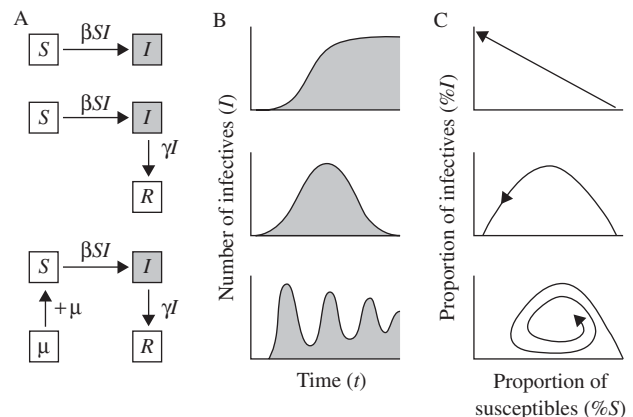 A
B
C
S βSI I
S βSI I
γI
R
S βSI I
+μ γI
μ R
Number of infectives (I)
Time (t)
Proportion of infectives (%I)
Proportion of
susceptibles (%S)